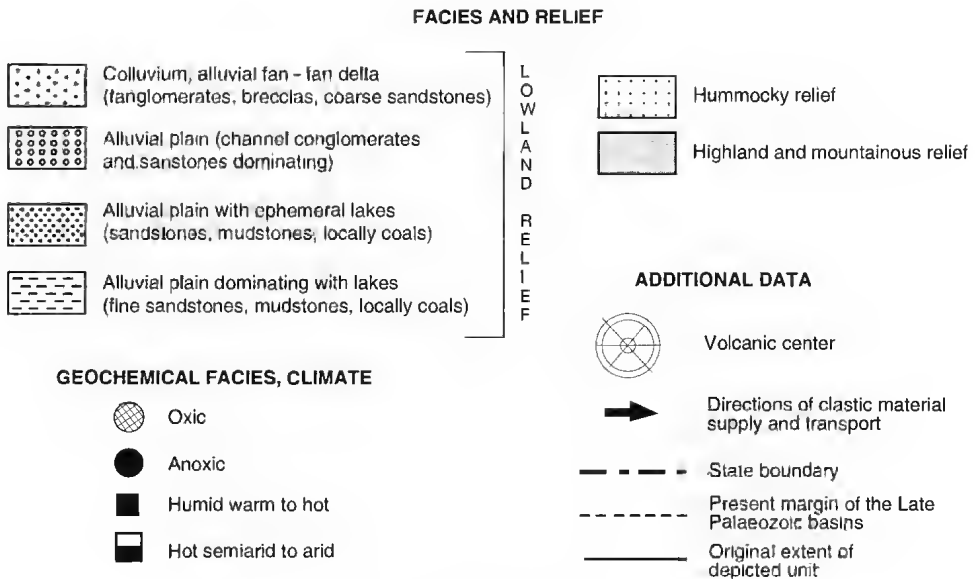 FACIES AND RELIEF
Colluvium, alluvial fan - fan delta
(fanglomerates, breccias, coarse sandstones)
Alluvial plain (channel conglomerates
and sanstones dominating)
Alluvial plain with ephemeral lakes
(sandstones, mudstones, locally coals)
Alluvial plain dominating with lakes
(fine sandstones, mudstones, locally coals)
LOWLAND RELIEF
Hummocky relief
Highland and mountainous relief
GEOCHEMICAL FACIES, CLIMATE
Oxic
Anoxic
Humid warm to hot
Hot semiarid to arid
ADDITIONAL DATA
Volcanic center
Directions of clastic material
supply and transport
State boundary
Present margin of the Late
Palaeozoic basins
Original extent of
depicted unit